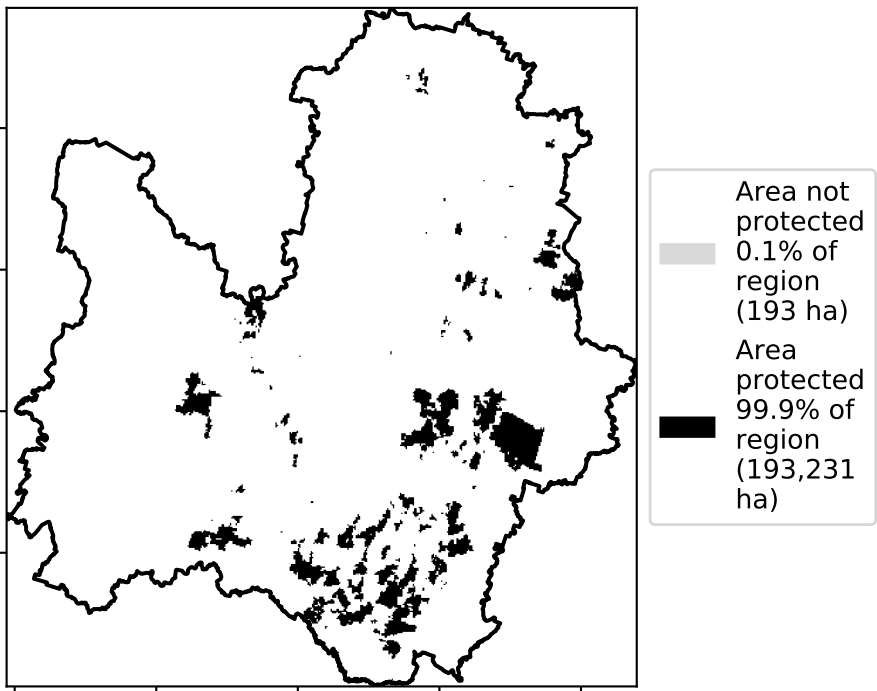 Area not
protected
0.1% of
region
(193 ha)
Area
protected
99.9% of
region
(193,231
ha)